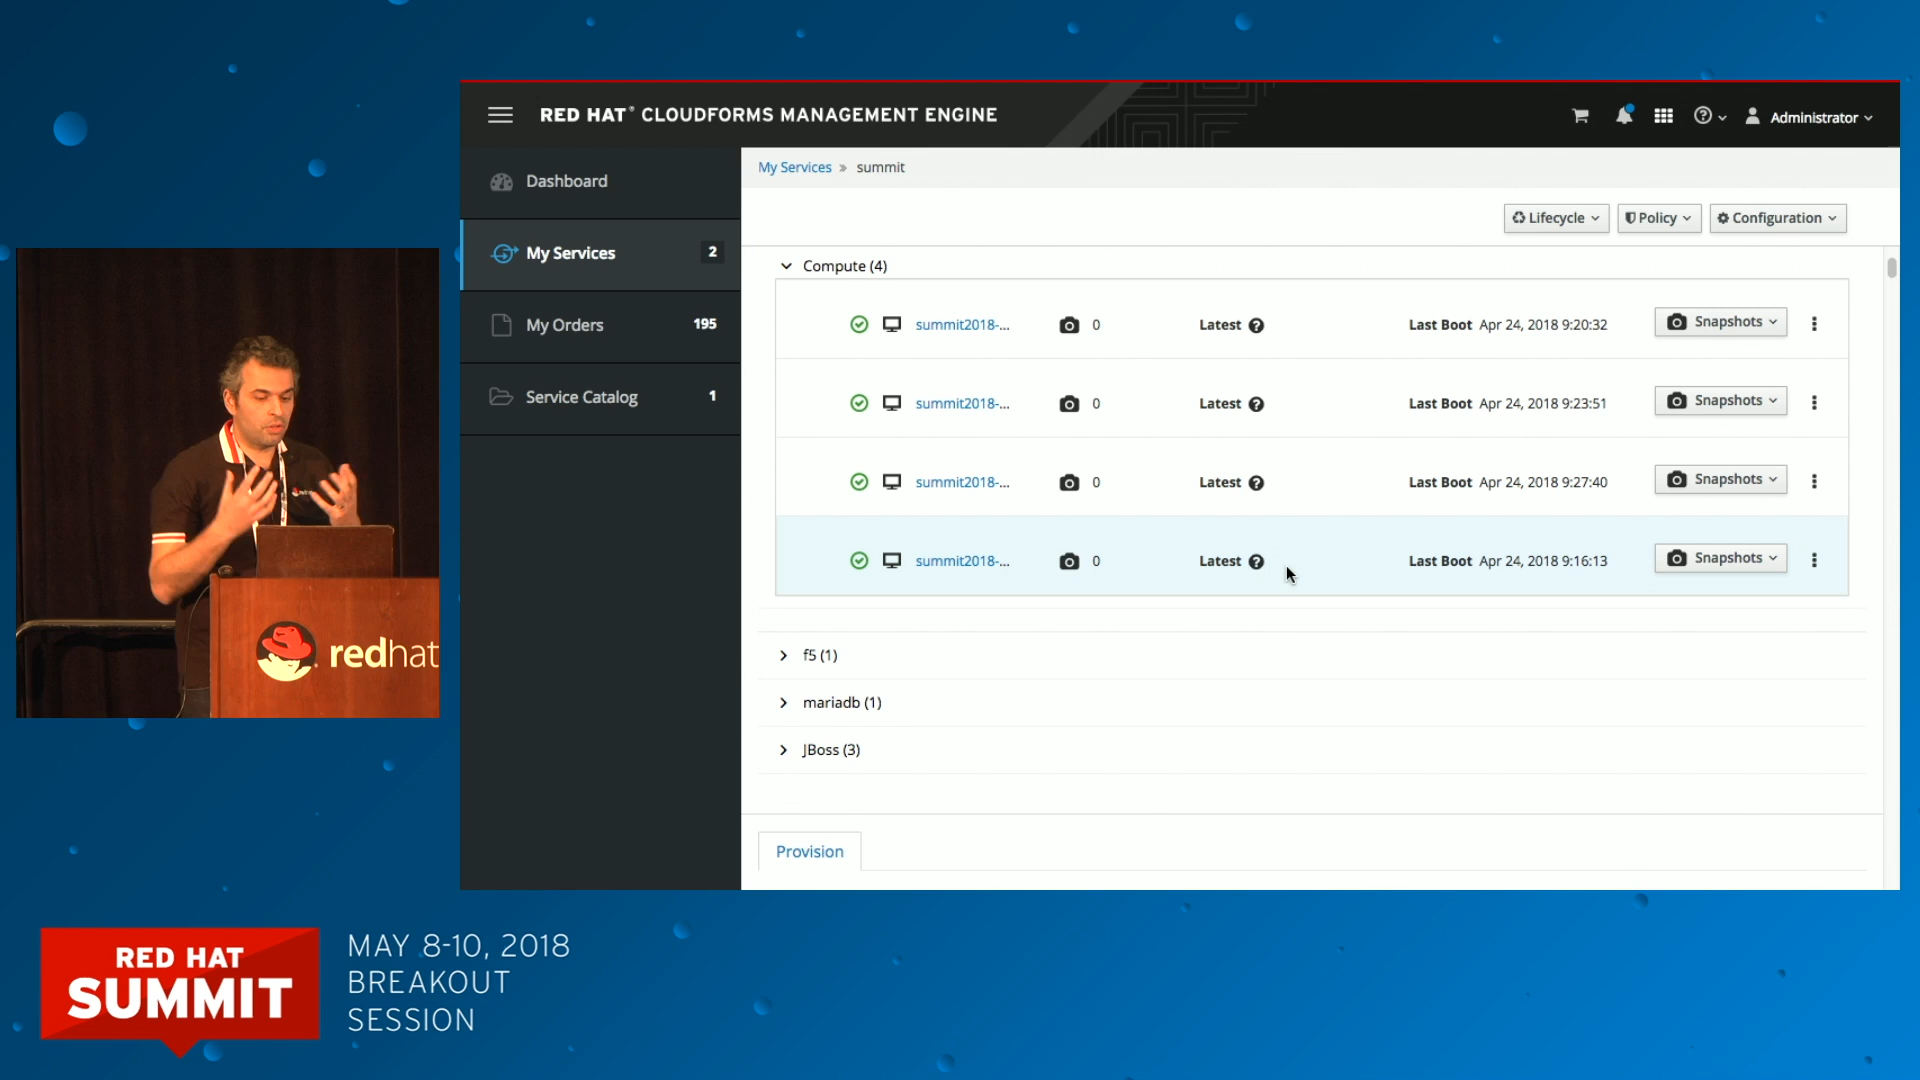 RED HAT® CLOUDFORMS MANAGEMENT ENGINE
Administrator
Dashboard
My Services 2
My Orders 195
Service Catalog 1
My Services » summit
Lifecycle Policy Configuration
Compute (4)
summit2018-... 0 Latest Last Boot Apr 24, 2018 9:20:32 Snapshots
summit2018-... 0 Latest Last Boot Apr 24, 2018 9:23:51 Snapshots
summit2018-... 0 Latest Last Boot Apr 24, 2018 9:27:40 Snapshots
summit2018-... 0 Latest Last Boot Apr 24, 2018 9:16:13 Snapshots
f5 (1)
mariadb (1)
JBoss (3)
Provision
redhat
RED HAT
SUMMIT
MAY 8-10, 2018
BREAKOUT
SESSION